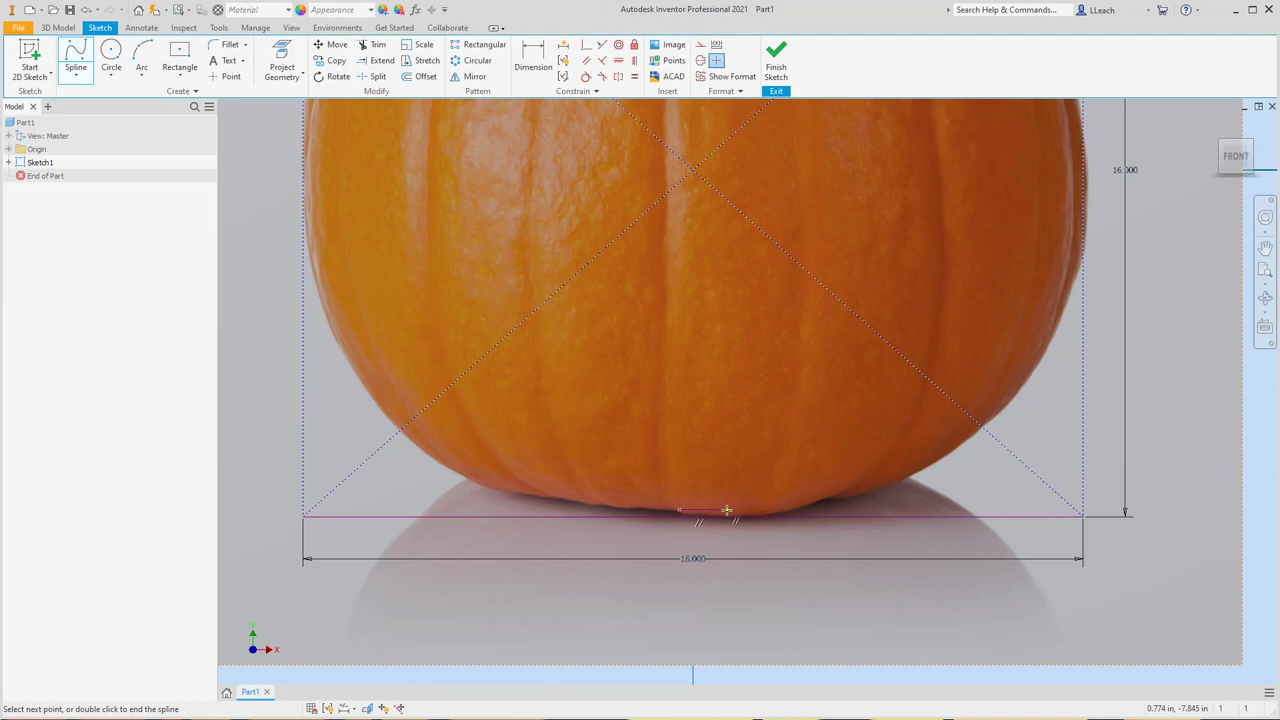 Material
Appearance
Autodesk Inventor Professional 2021 Part1
Search Help & Commands...
LLeach
File
3D Model
Sketch
Annotate
Inspect
Tools
Manage
View
Environments
Get Started
Collaborate
Start
2D Sketch
Spline
Circle
Arc
Rectangle
Fillet
Text
Point
Project
Geometry
Move
Copy
Rotate
Trim
Extend
Split
Scale
Stretch
Offset
Rectangular
Circular
Mirror
Dimension
Image
Points
ACAD
Show Format
Finish
Sketch
Sketch
Create
Modify
Pattern
Constrain
Insert
Format
Exit
Model
Part1
View: Master
Origin
Sketch1
End of Part
FRONT
16.000
18.000
Y
X
Part1
Select next point, or double click to end the spline
0.774 in, -7.845 in
1
1